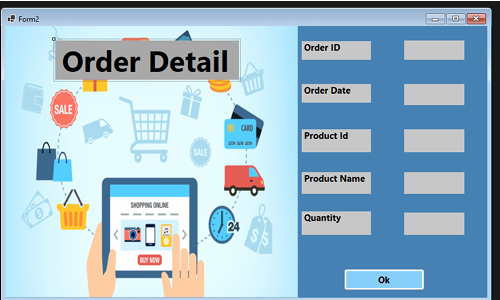 Form2
Order Detail
Order ID
Order Date
Product Id
Product Name
Quantity
Ok
SALE
CARD
SALE
24
SHOPPING ONLINE
BUY NOW